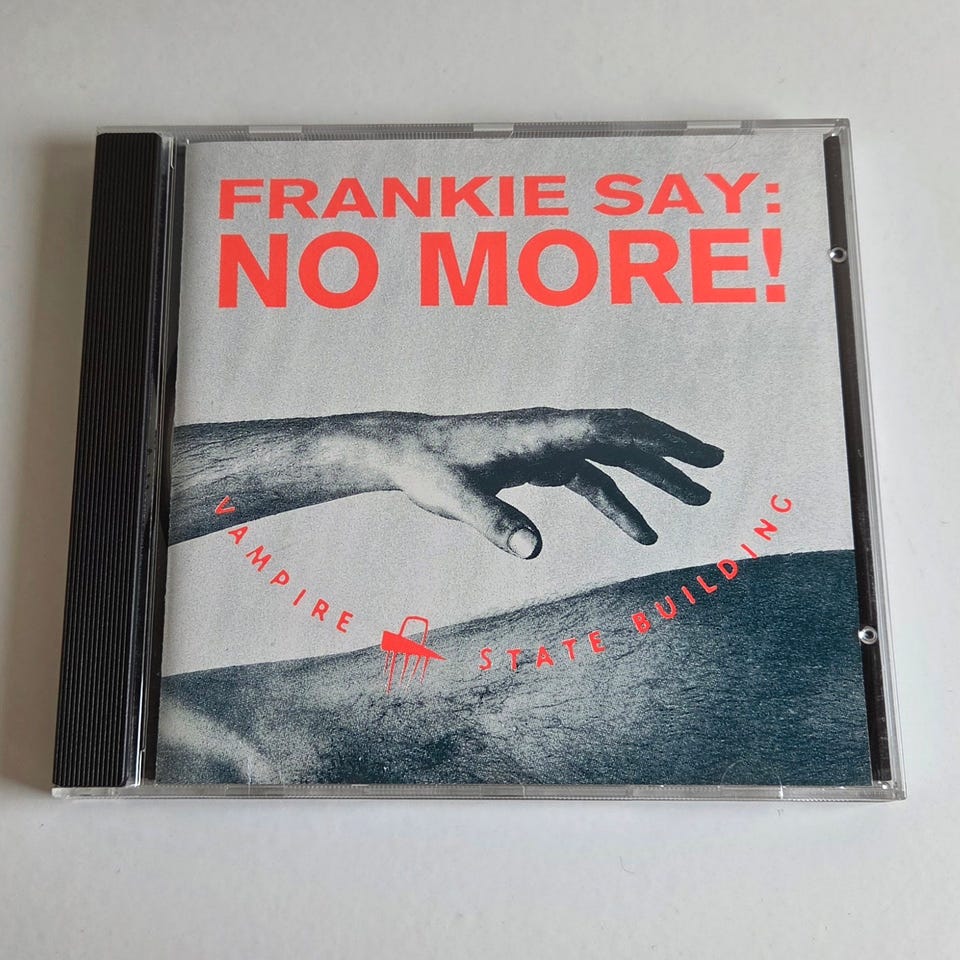 FRANKIE SAY:
NO MORE!
VAMPIRE STATE BUILDING